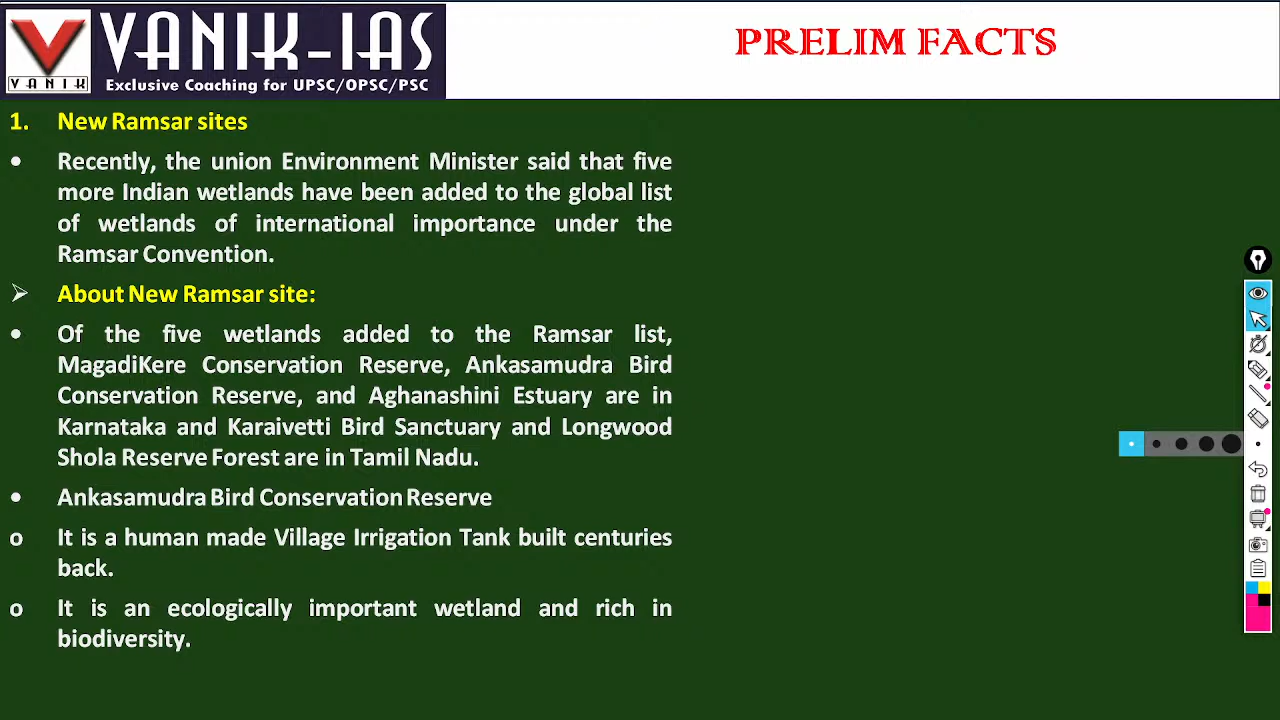 VANIK-IAS
VANIK
Exclusive Coaching for UPSC/OPSC/PSC
PRELIM FACTS
1. New Ramsar sites
• Recently, the union Environment Minister said that five
more Indian wetlands have been added to the global list
of wetlands of international importance under the
Ramsar Convention.
➢ About New Ramsar site:
• Of the five wetlands added to the Ramsar list,
MagadiKere Conservation Reserve, Ankasamudra Bird
Conservation Reserve, and Aghanashini Estuary are in
Karnataka and Karaivetti Bird Sanctuary and Longwood
Shola Reserve Forest are in Tamil Nadu.
• Ankasamudra Bird Conservation Reserve
o It is a human made Village Irrigation Tank built centuries
back.
o It is an ecologically important wetland and rich in
biodiversity.